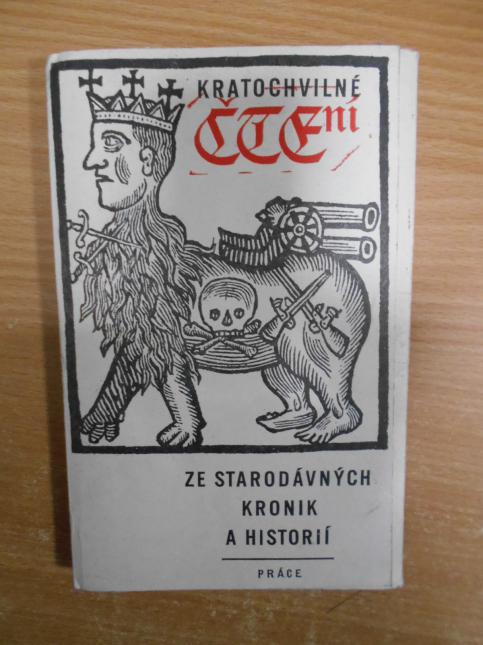 KRATOCHVILNÉ
ČTEní
ZE STARODÁVNÝCH
KRONIK
A HISTORIÍ
PRÁCE